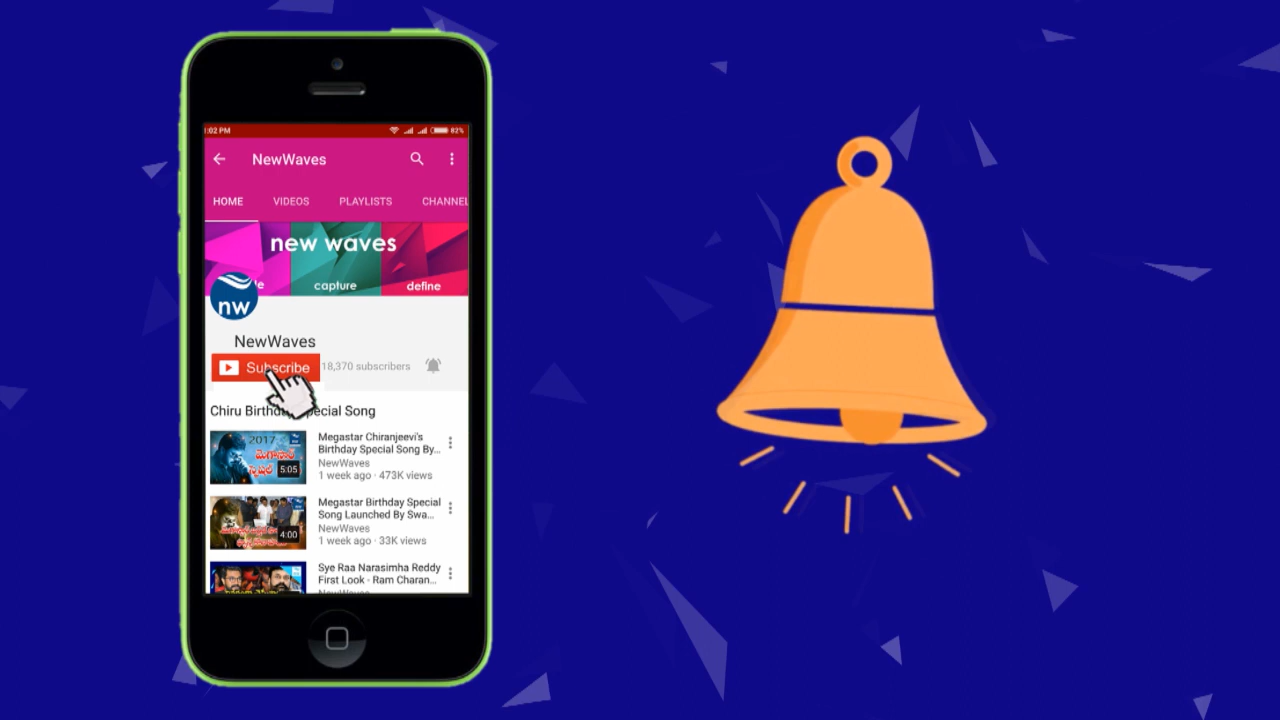 1:02 PM
82%
NewWaves
HOME VIDEOS PLAYLISTS CHANNEL
new waves
capture define
nw
NewWaves
Subscribe 18,370 subscribers
Chiru Special Song
2017
మెగాస్టార్
5:05
Megastar Chiranjeevi's
Birthday Special Song By…
NewWaves
1 week ago · 473K views
4:00
Megastar Birthday Special
Song Launched By Swa…
NewWaves
1 week ago · 33K views
Sye Raa Narasimha Reddy
First Look - Ram Charan…
NewWaves